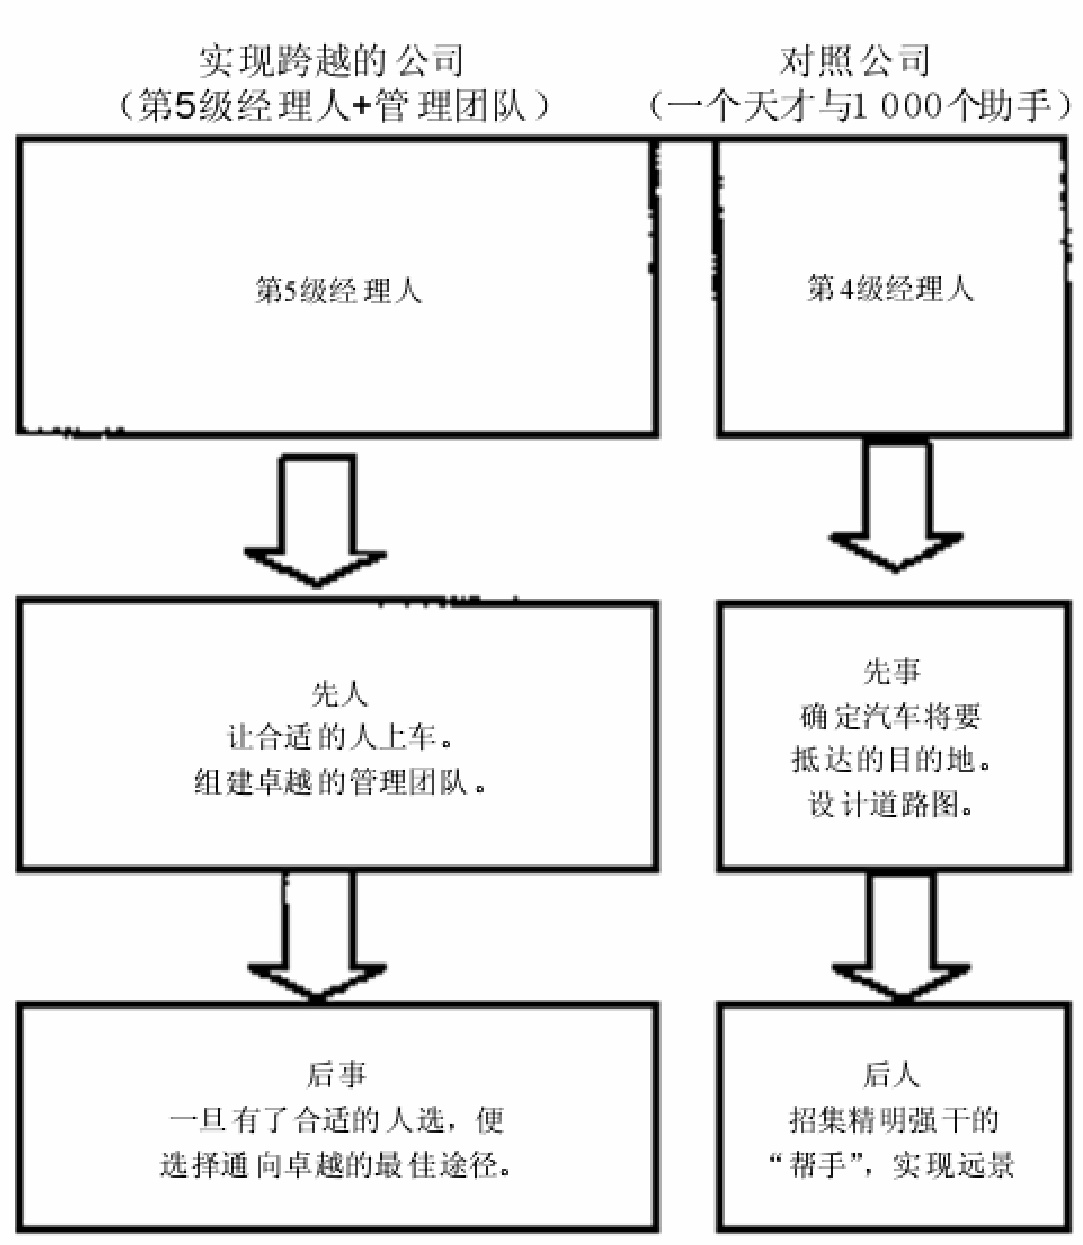 实现跨越的公司
（第5级经理人+管理团队）
对照公司
（一个天才与1 000个助手）
第5级经理人
第4级经理人
先人
让合适的人上车。
组建卓越的管理团队。
先事
确定汽车将要
抵达的目的地。
设计道路图。
后事
一旦有了合适的人选，便
选择通向卓越的最佳途径。
后人
招集精明强干的
“帮手”，实现远景